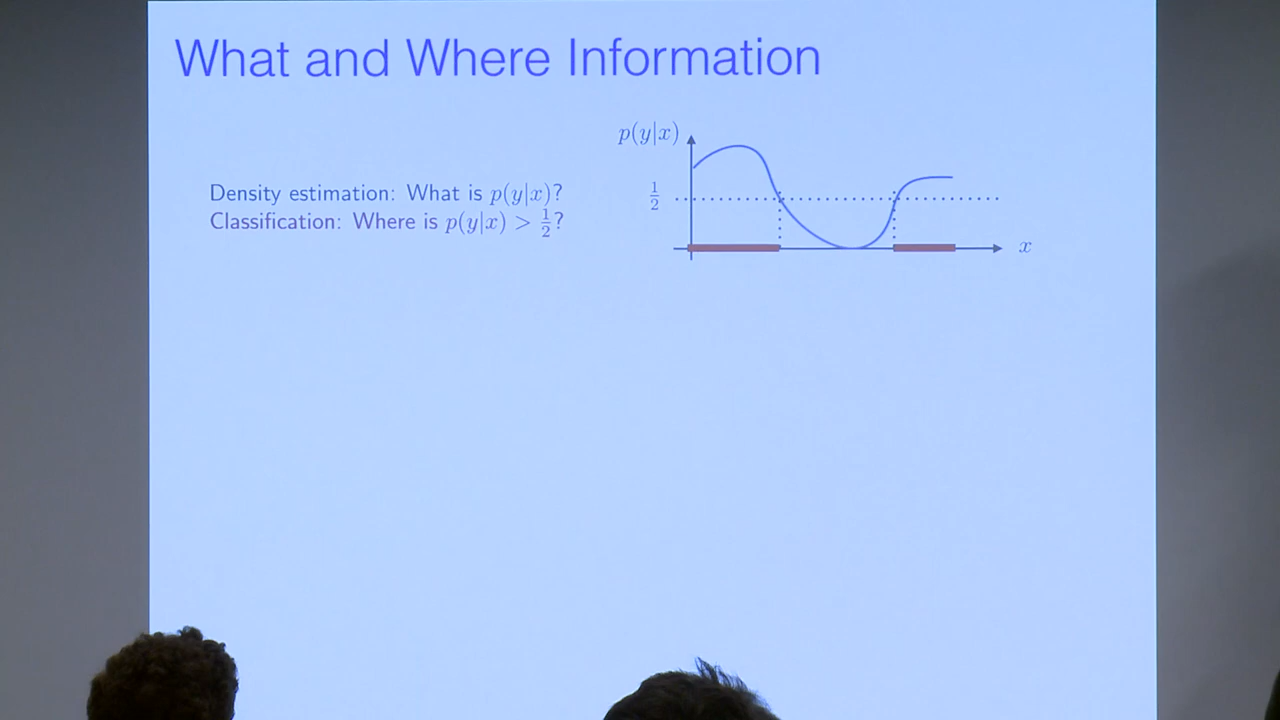 What and Where Information
Density estimation: What is p(y|x)?
Classification: Where is p(y|x) > 1/2?
p(y|x)
1/2
x